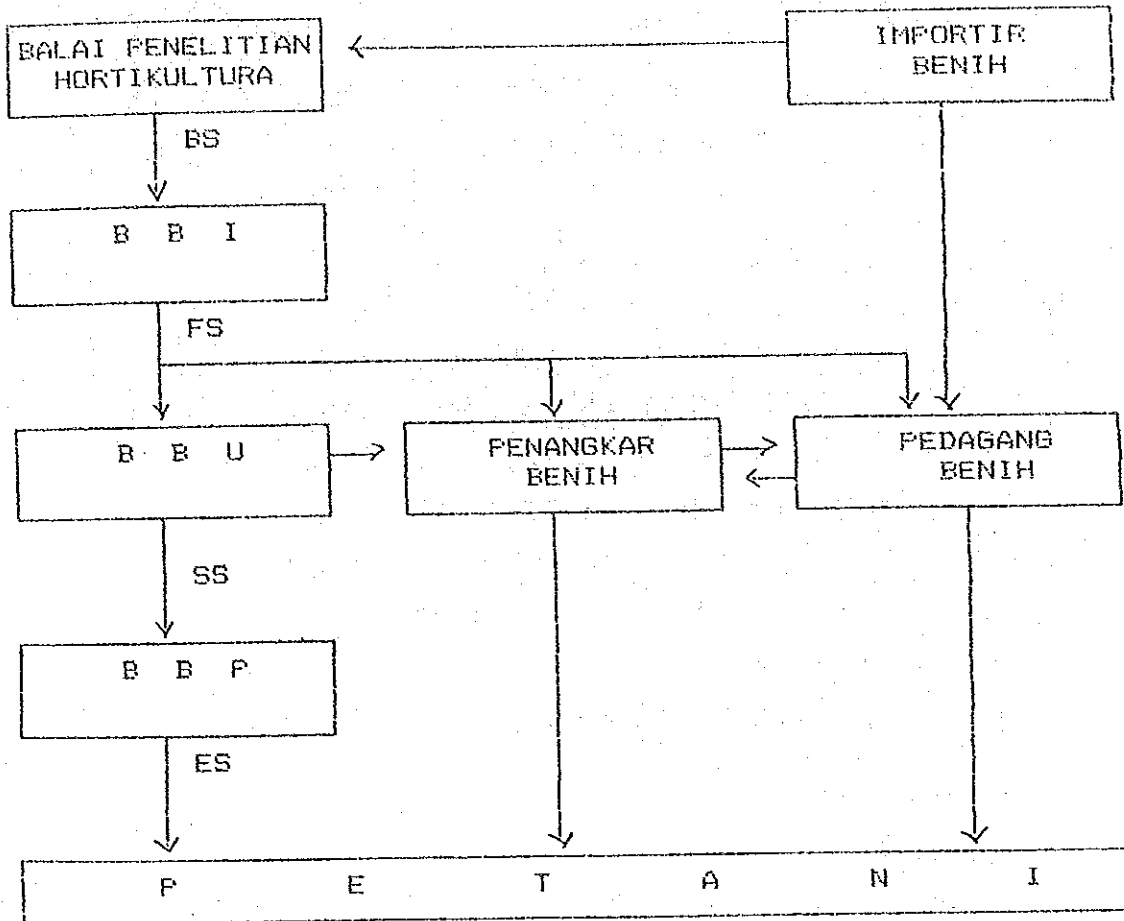 BALAI PENELITIAN
HORTIKULTURA
IMPORTIR
BENIH
BS
B B I
FS
B B U
PENANGKAR
BENIH
PEDAGANG
BENIH
SS
B B P
ES
P E T A N I